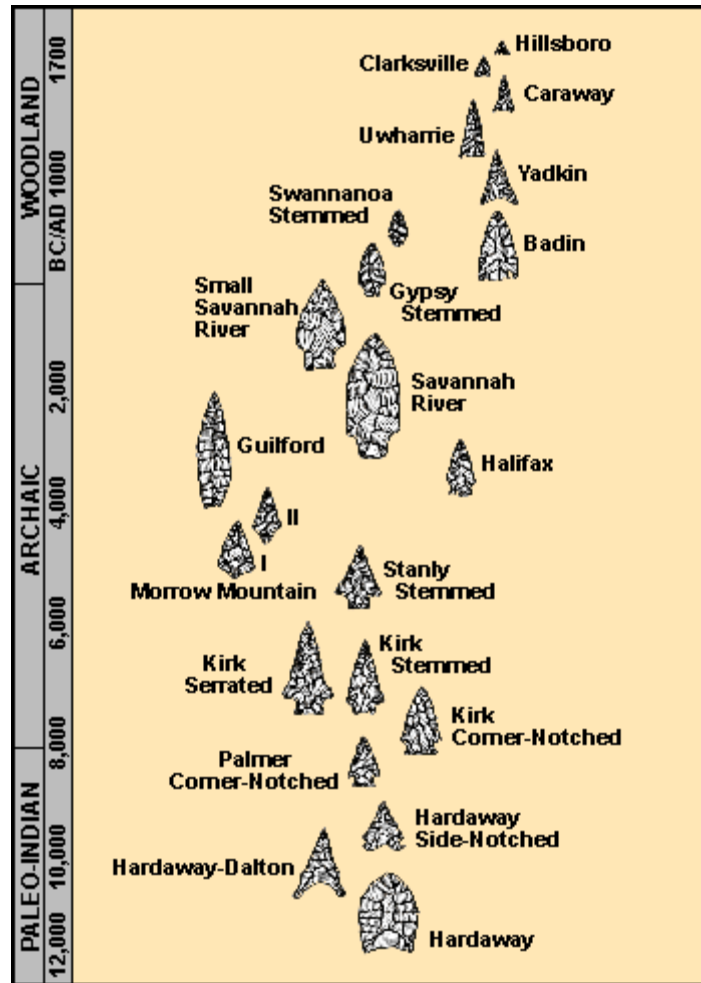 WOODLAND
ARCHAIC
PALEO-INDIAN
1700
BC/AD 1000
2,000
4,000
6,000
8,000
10,000
12,000
Hillsboro
Clarksville
Caraway
Uwharrie
Yadkin
Swannanoa
Stemmed
Badin
Small
Savannah
River
Gypsy
Stemmed
Savannah
River
Guilford
Halifax
II
I
Morrow Mountain
Stanly
Stemmed
Kirk
Serrated
Kirk
Stemmed
Kirk
Corner-Notched
Palmer
Corner-Notched
Hardaway
Side-Notched
Hardaway-Dalton
Hardaway